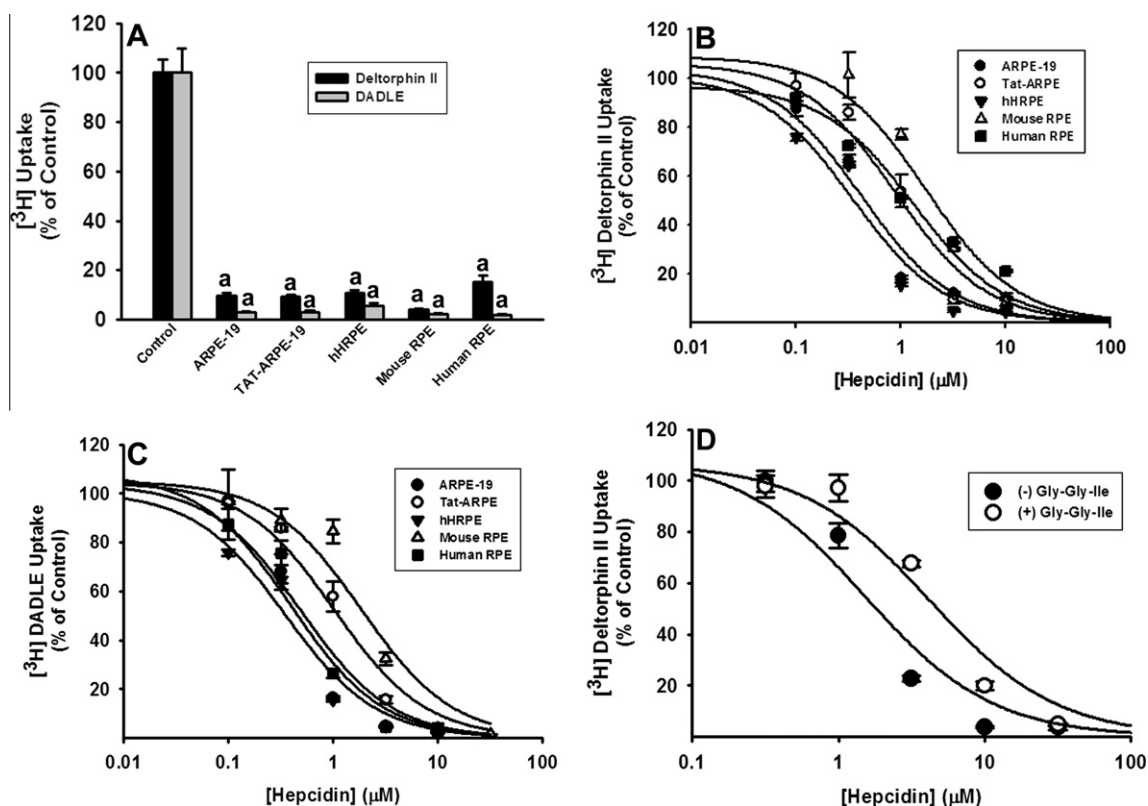 A
120
100
80
60
40
20
0
[³H] Uptake
(% of Control)
Deltorphin II
DADLE
a a a a a a a a a a
Control
ARPE-19
TAT-ARPE-19
hHRPE
Mouse RPE
Human RPE
B
120
100
80
60
40
20
[³H] Deltorphin II Uptake
(% of Control)
ARPE-19
Tat-ARPE
hHRPE
Mouse RPE
Human RPE
0.01 0.1 1 10 100
[Hepcidin] (µM)
C
120
100
80
60
40
20
[³H] DADLE Uptake
(% of Control)
ARPE-19
Tat-ARPE
hHRPE
Mouse RPE
Human RPE
0.01 0.1 1 10 100
[Hepcidin] (µM)
D
120
100
80
60
40
20
[³H] Deltorphin II Uptake
(% of Control)
(-) Gly-Gly-Ile
(+) Gly-Gly-Ile
0.1 1 10 100
[Hepcidin] (µM)